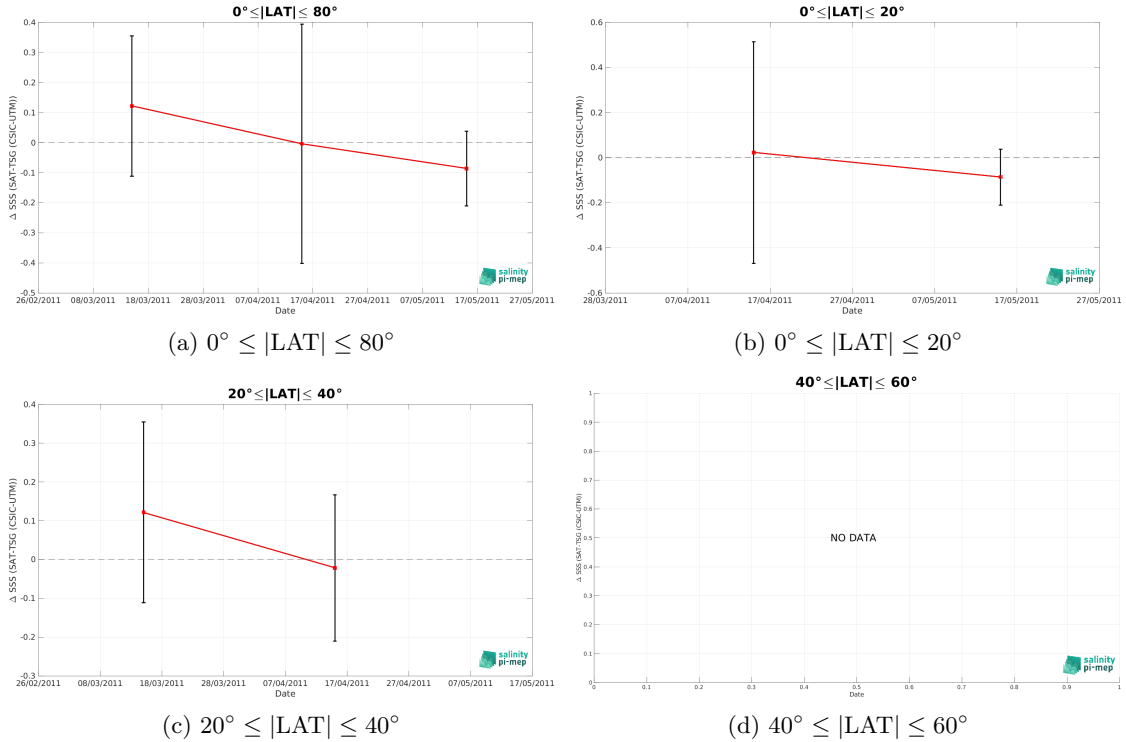 0°≤|LAT|≤ 80°
Δ SSS (SAT-TSG (CSIC-UTM))
0.4
0.3
0.2
0.1
0
-0.1
-0.2
-0.3
-0.4
-0.5
26/02/2011 08/03/2011 18/03/2011 28/03/2011 07/04/2011 17/04/2011 27/04/2011 07/05/2011 17/05/2011 27/05/2011
Date
salinity
pi-mep
(a) 0° ≤ |LAT| ≤ 80°
0°≤|LAT|≤ 20°
Δ SSS (SAT-TSG (CSIC-UTM))
0.6
0.4
0.2
0
-0.2
-0.4
-0.6
28/03/2011 07/04/2011 17/04/2011 27/04/2011 07/05/2011 17/05/2011 27/05/2011
Date
salinity
pi-mep
(b) 0° ≤ |LAT| ≤ 20°
20°≤|LAT|≤ 40°
Δ SSS (SAT-TSG (CSIC-UTM))
0.4
0.3
0.2
0.1
0
-0.1
-0.2
-0.3
26/02/2011 08/03/2011 18/03/2011 28/03/2011 07/04/2011 17/04/2011 27/04/2011 07/05/2011 17/05/2011
Date
salinity
pi-mep
(c) 20° ≤ |LAT| ≤ 40°
40°≤|LAT|≤ 60°
Δ SSS (SAT-TSG (CSIC-UTM))
1
0.9
0.8
0.7
0.6
0.5
0.4
0.3
0.2
0.1
0
NO DATA
0 0.1 0.2 0.3 0.4 0.5 0.6 0.7 0.8 0.9 1
Date
salinity
pi-mep
(d) 40° ≤ |LAT| ≤ 60°